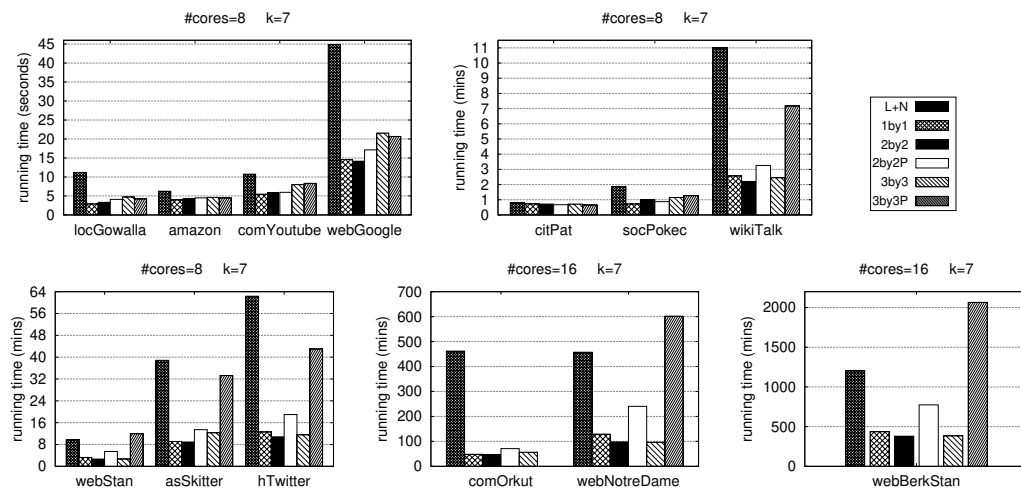 #cores=8 k=7
45
40
35
30
25
20
15
10
5
0
running time (seconds)
locGowalla amazon comYoutube webGoogle
#cores=8 k=7
11
10
9
8
7
6
5
4
3
2
1
0
running time (mins)
citPat socPokec wikiTalk
L+N
1by1
2by2
2by2P
3by3
3by3P
#cores=8 k=7
64
56
48
40
32
24
16
8
0
running time (mins)
webStan asSkitter hTwitter
#cores=16 k=7
700
600
500
400
300
200
100
0
running time (mins)
comOrkut webNotreDame
#cores=16 k=7
2000
1500
1000
500
0
running time (mins)
webBerkStan